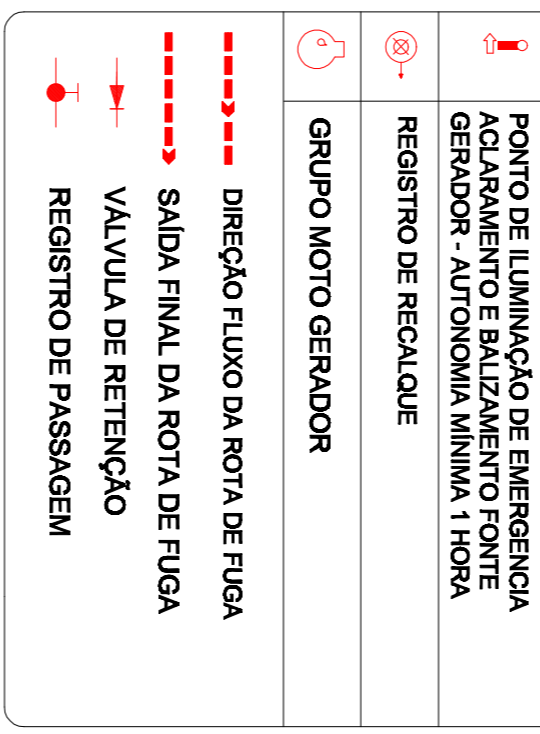 PONTO DE ILUMINAÇÃO DE EMERGENCIA
ACLARAMENTO E BALIZAMENTO FONTE
GERADOR - AUTONOMIA MÍNIMA 1 HORA
REGISTRO DE RECALQUE
GRUPO MOTO GERADOR
DIREÇÃO FLUXO DA ROTA DE FUGA
SAÍDA FINAL DA ROTA DE FUGA
VÁLVULA DE RETENÇÃO
REGISTRO DE PASSAGEM